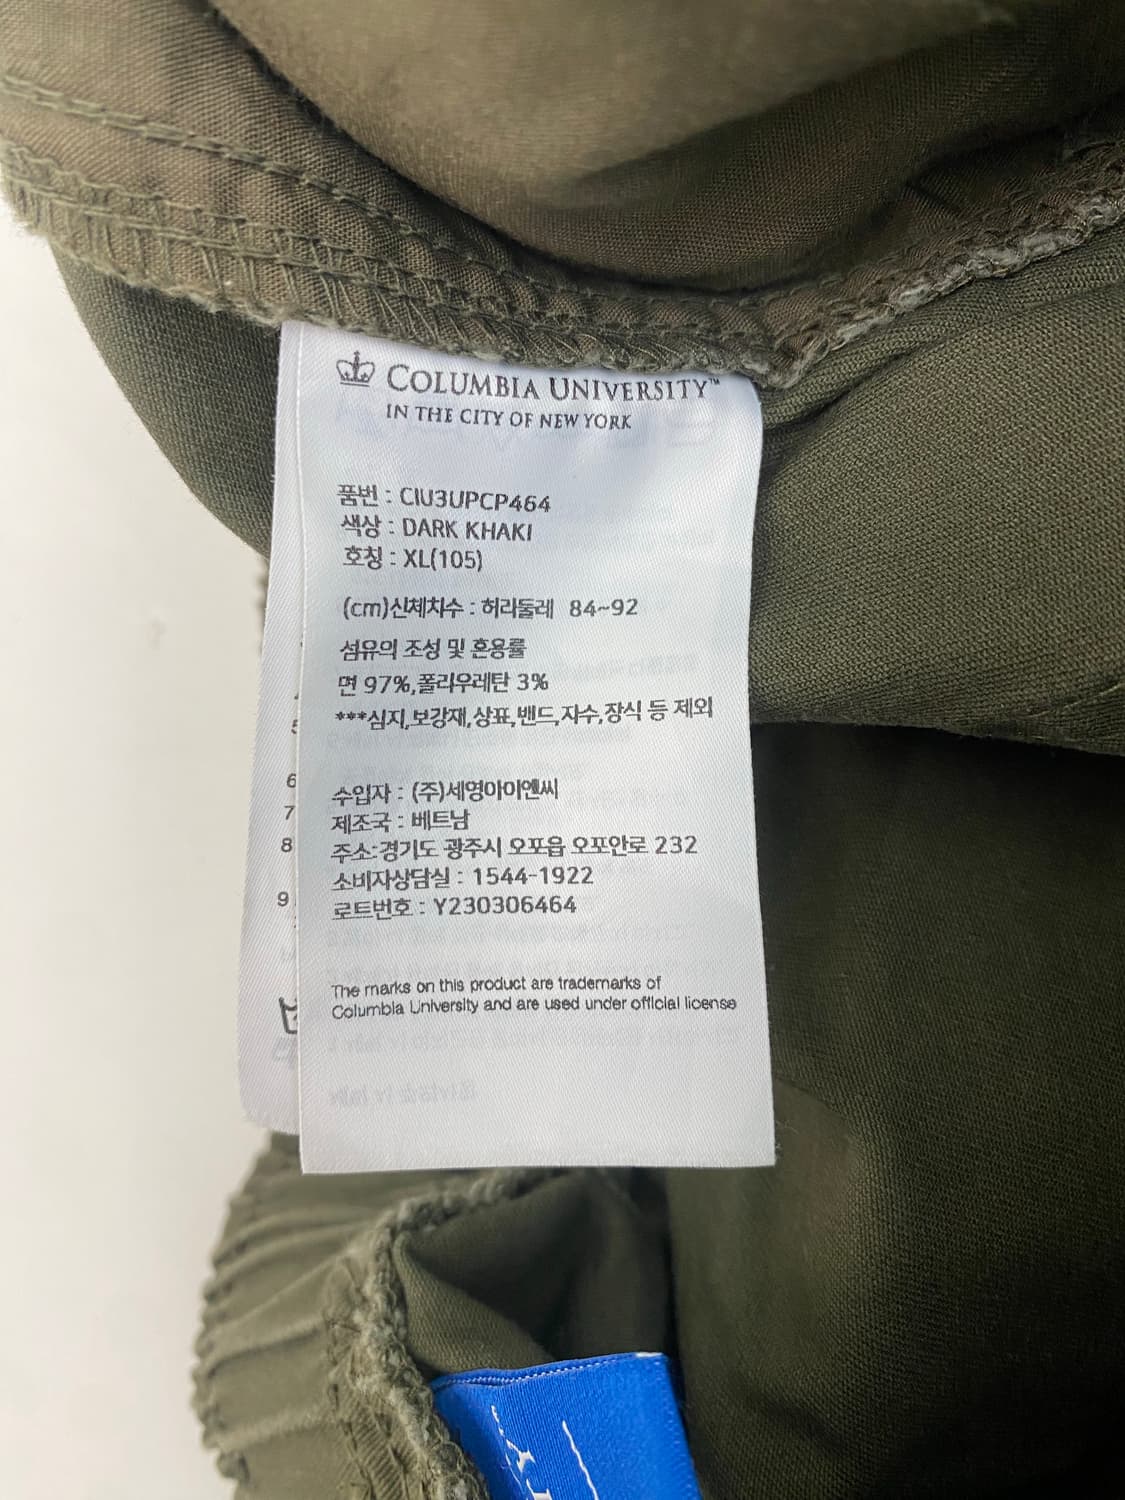 COLUMBIA UNIVERSITY™
IN THE CITY OF NEW YORK
품번 : CIU3UPCP464
색상 : DARK KHAKI
호칭 : XL(105)
(cm)신체치수 : 허리둘레 84~92
섬유의 조성 및 혼용률
면 97%,폴리우레탄 3%
***심지,보강재,상표,밴드,자수,장식 등 제외
수입자 : (주)세영아이앤씨
제조국 : 베트남
주소:경기도 광주시 오포읍 오포안로 232
소비자상담실 : 1544-1922
로트번호 : Y230306464
The marks on this product are trademarks of
Columbia University and are used under official license
5
6
7
8
9